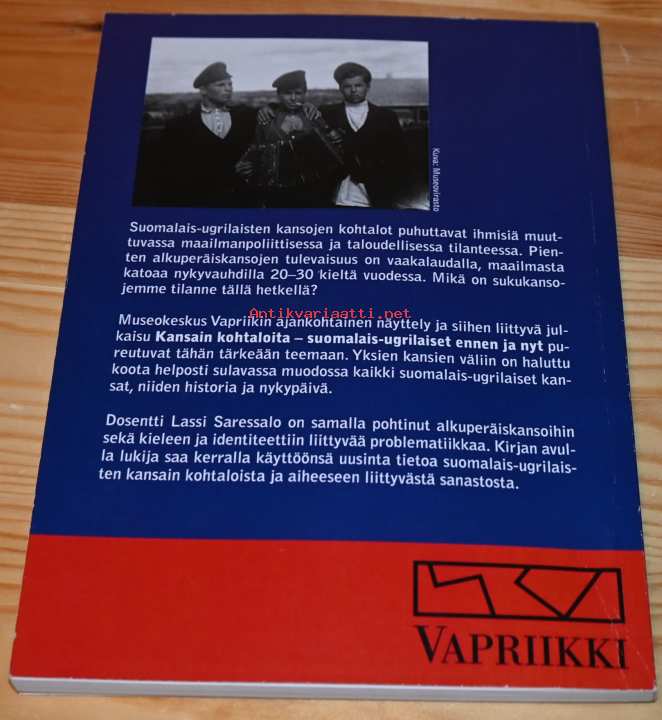 Kuva: Museovirasto
Suomalais-ugrilaisten kansojen kohtalot puhuttavat ihmisiä muut-
tuvassa maailmanpoliittisessa ja taloudellisessa tilanteessa. Pien-
ten alkuperäiskansojen tulevaisuus on vaakalaudalla, maailmasta
katoaa nykyvauhdilla 20–30 kieltä vuodessa. Mikä on sukukanso-
jemme tilanne tällä hetkellä?
Antikvariaatti.net
Museokeskus Vapriikin ajankohtainen näyttely ja siihen liittyvä jul-
kaisu Kansain kohtaloita – suomalais-ugrilaiset ennen ja nyt pu-
reutuvat tähän tärkeään teemaan. Yksien kansien väliin on haluttu
koota helposti sulavassa muodossa kaikki suomalais-ugrilaiset kan-
sat, niiden historia ja nykypäivä.
Dosentti Lassi Saressalo on samalla pohtinut alkuperäiskansoihin
sekä kieleen ja identiteettiin liittyvää problematiikkaa. Kirjan avul-
la lukija saa kerralla käyttöönsä uusinta tietoa suomalais-ugrilais-
ten kansain kohtaloista ja aiheeseen liittyvästä sanastosta.
VAPRIIKKI